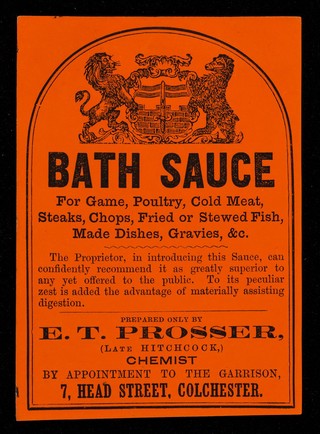 BATH SAUCE
For Game, Poultry, Cold Meat,
Steaks, Chops, Fried or Stewed Fish,
Made Dishes, Gravies, &c.
The Proprietor, in introducing this Sauce, can
confidently recommend it as greatly superior to
any yet offered to the public. To its peculiar
zest is added the advantage of materially assisting
digestion.
PREPARED ONLY BY
E. T. PROSSER,
(LATE HITCHCOCK,)
CHEMIST
BY APPOINTMENT TO THE GARRISON,
7, HEAD STREET, COLCHESTER.